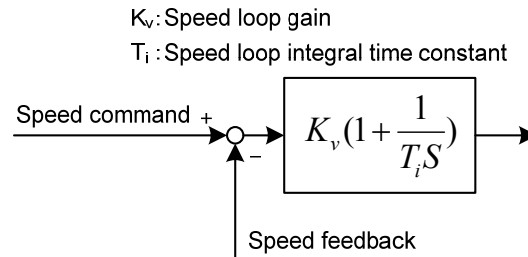 Kv: Speed loop gain
Ti : Speed loop integral time constant
Speed command +
−
Kv(1 + 1/TiS)
Speed feedback